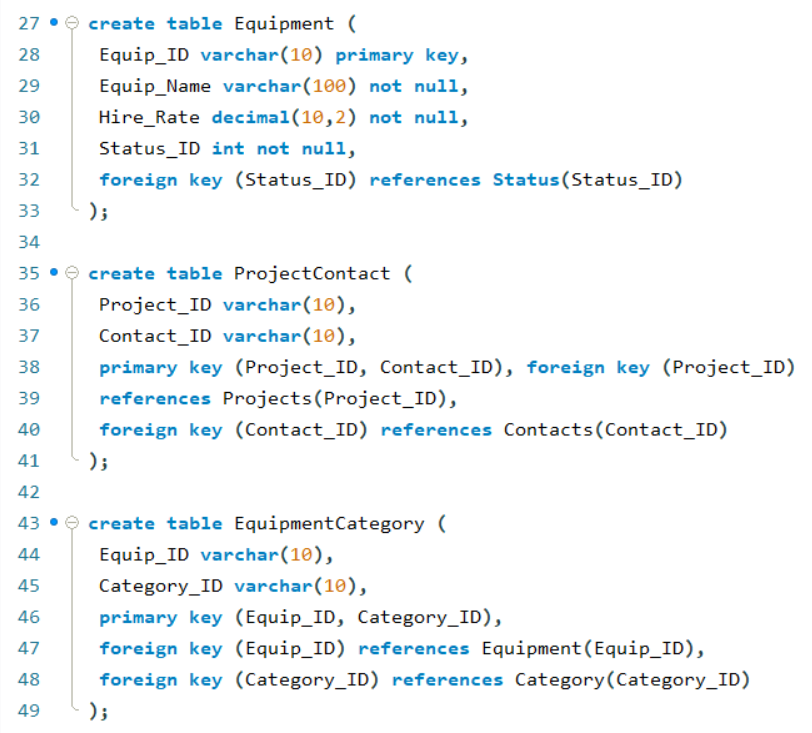 27 create table Equipment (
28 Equip_ID varchar(10) primary key,
29 Equip_Name varchar(100) not null,
30 Hire_Rate decimal(10,2) not null,
31 Status_ID int not null,
32 foreign key (Status_ID) references Status(Status_ID)
33 );
34
35 create table ProjectContact (
36 Project_ID varchar(10),
37 Contact_ID varchar(10),
38 primary key (Project_ID, Contact_ID), foreign key (Project_ID)
39 references Projects(Project_ID),
40 foreign key (Contact_ID) references Contacts(Contact_ID)
41 );
42
43 create table EquipmentCategory (
44 Equip_ID varchar(10),
45 Category_ID varchar(10),
46 primary key (Equip_ID, Category_ID),
47 foreign key (Equip_ID) references Equipment(Equip_ID),
48 foreign key (Category_ID) references Category(Category_ID)
49 );